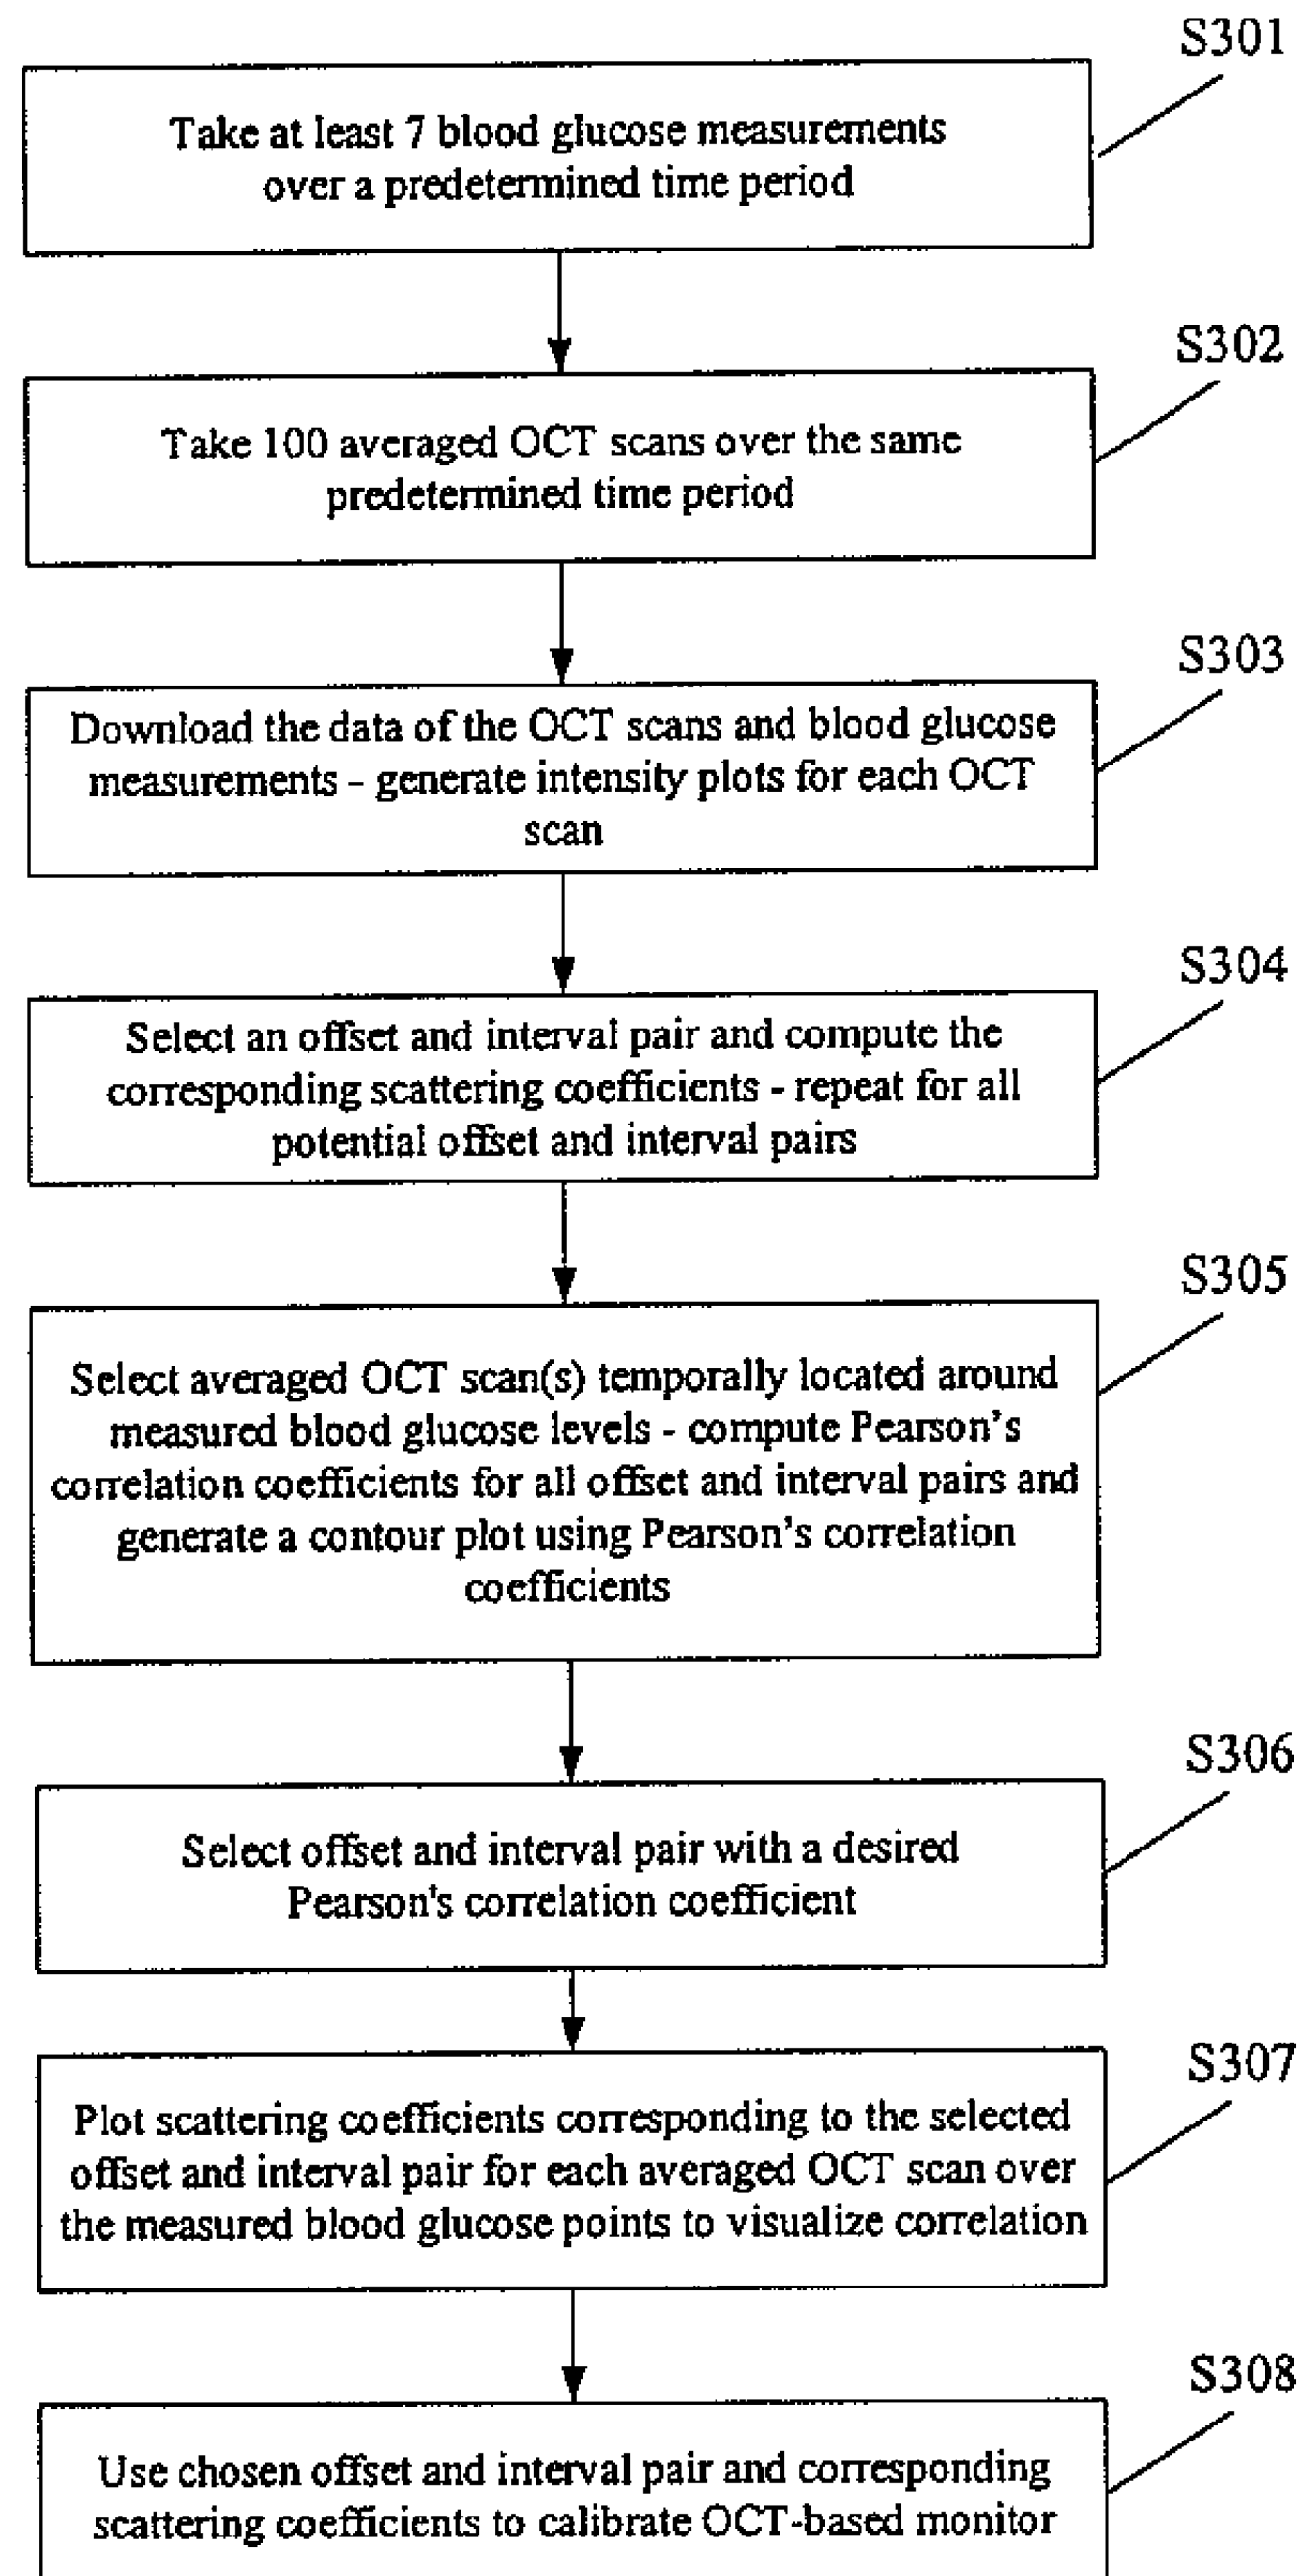 S301
Take at least 7 blood glucose measurements
over a predetermined time period
S302
Take 100 averaged OCT scans over the same
predetermined time period
S303
Download the data of the OCT scans and blood glucose
measurements - generate intensity plots for each OCT
scan
S304
Select an offset and interval pair and compute the
corresponding scattering coefficients - repeat for all
potential offset and interval pairs
S305
Select averaged OCT scan(s) temporally located around
measured blood glucose levels - compute Pearson's
correlation coefficients for all offset and interval pairs and
generate a contour plot using Pearson's correlation
coefficients
S306
Select offset and interval pair with a desired
Pearson's correlation coefficient
S307
Plot scattering coefficients corresponding to the selected
offset and interval pair for each averaged OCT scan over
the measured blood glucose points to visualize correlation
S308
Use chosen offset and interval pair and corresponding
scattering coefficients to calibrate OCT-based monitor